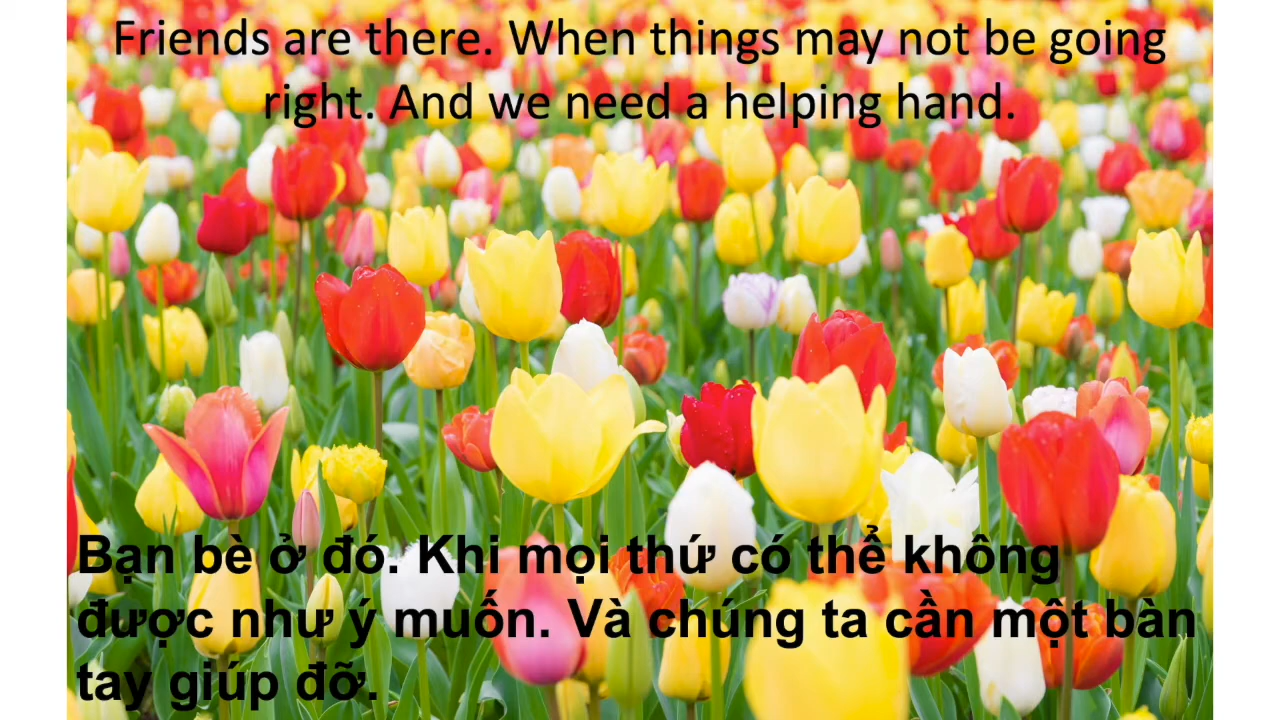 Friends are there. When things may not be going
right. And we need a helping hand.
Bạn bè ở đó. Khi mọi thứ có thể không
được như ý muốn. Và chúng ta cần một bàn
tay giúp đỡ.